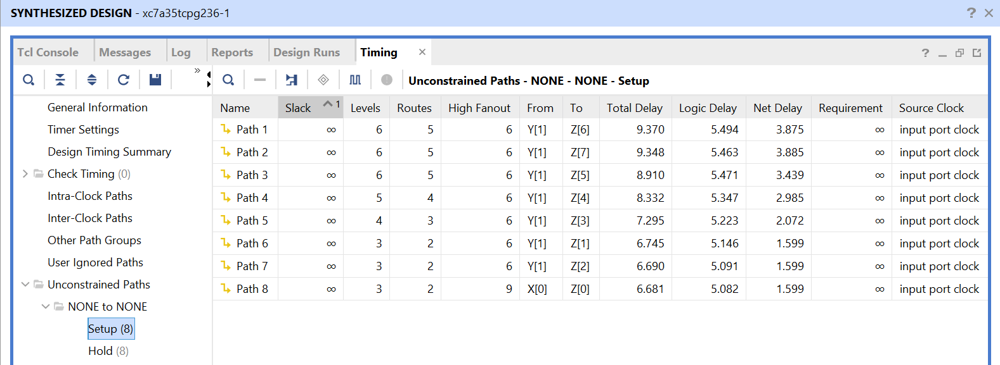 SYNTHESIZED DESIGN - xc7a35tcpg236-1 ? ×
Tcl Console Messages Log Reports Design Runs Timing × ?
» Unconstrained Paths - NONE - NONE - Setup
General Information
Timer Settings
Design Timing Summary
Check Timing (0)
Intra-Clock Paths
Inter-Clock Paths
Other Path Groups
User Ignored Paths
Unconstrained Paths
NONE to NONE
Setup (8)
Hold (8)
Name Slack 1 Levels Routes High Fanout From To Total Delay Logic Delay Net Delay Requirement Source Clock
Path 1 ∞ 6 5 6 Y[1] Z[6] 9.370 5.494 3.875 ∞ input port clock
Path 2 ∞ 6 5 6 Y[1] Z[7] 9.348 5.463 3.885 ∞ input port clock
Path 3 ∞ 6 5 6 Y[1] Z[5] 8.910 5.471 3.439 ∞ input port clock
Path 4 ∞ 5 4 6 Y[1] Z[4] 8.332 5.347 2.985 ∞ input port clock
Path 5 ∞ 4 3 6 Y[1] Z[3] 7.295 5.223 2.072 ∞ input port clock
Path 6 ∞ 3 2 6 Y[1] Z[1] 6.745 5.146 1.599 ∞ input port clock
Path 7 ∞ 3 2 6 Y[1] Z[2] 6.690 5.091 1.599 ∞ input port clock
Path 8 ∞ 3 2 9 X[0] Z[0] 6.681 5.082 1.599 ∞ input port clock